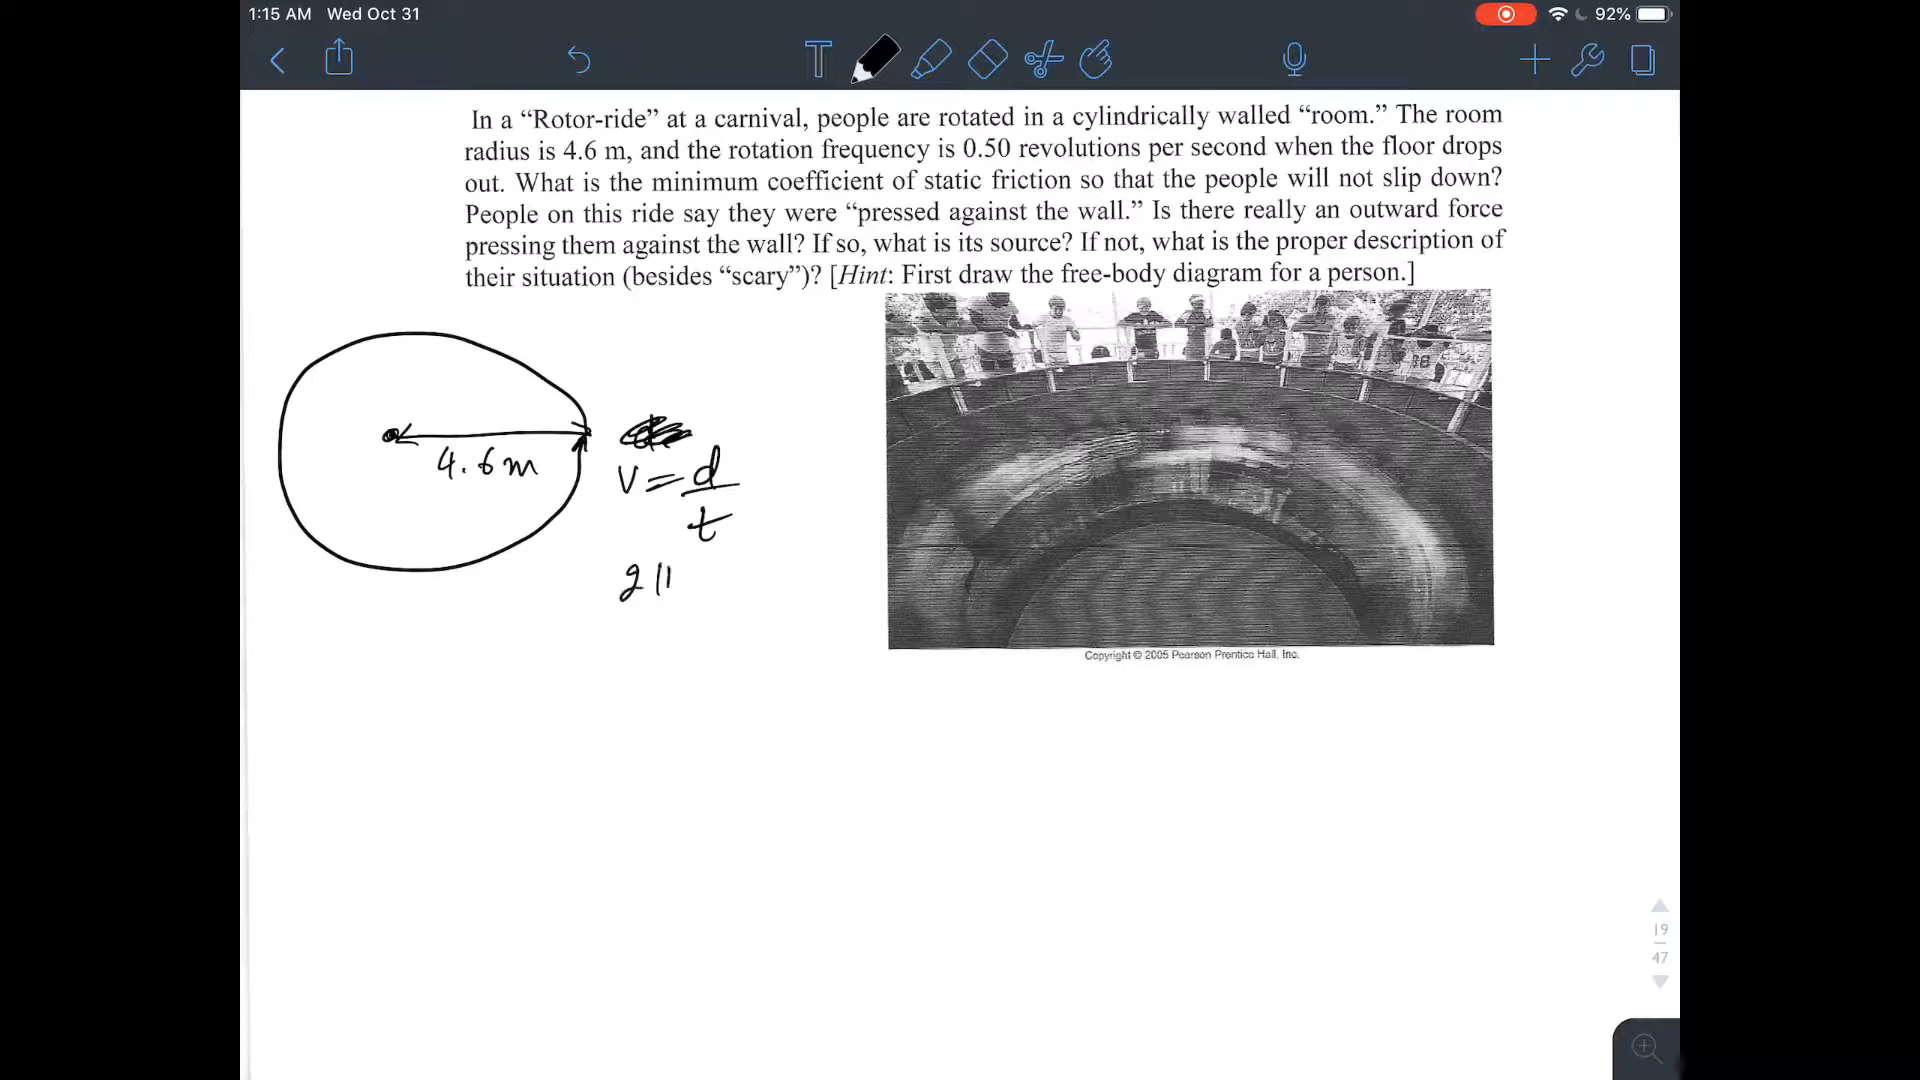 1:15 AM Wed Oct 31
92%
In a “Rotor-ride” at a carnival, people are rotated in a cylindrically walled “room.” The room
radius is 4.6 m, and the rotation frequency is 0.50 revolutions per second when the floor drops
out. What is the minimum coefficient of static friction so that the people will not slip down?
People on this ride say they were “pressed against the wall.” Is there really an outward force
pressing them against the wall? If so, what is its source? If not, what is the proper description of
their situation (besides “scary”)? [Hint: First draw the free-body diagram for a person.]
4.6m
v = d
t
2
Copyright © 2005 Pearson Prentice Hall, Inc.
19
47